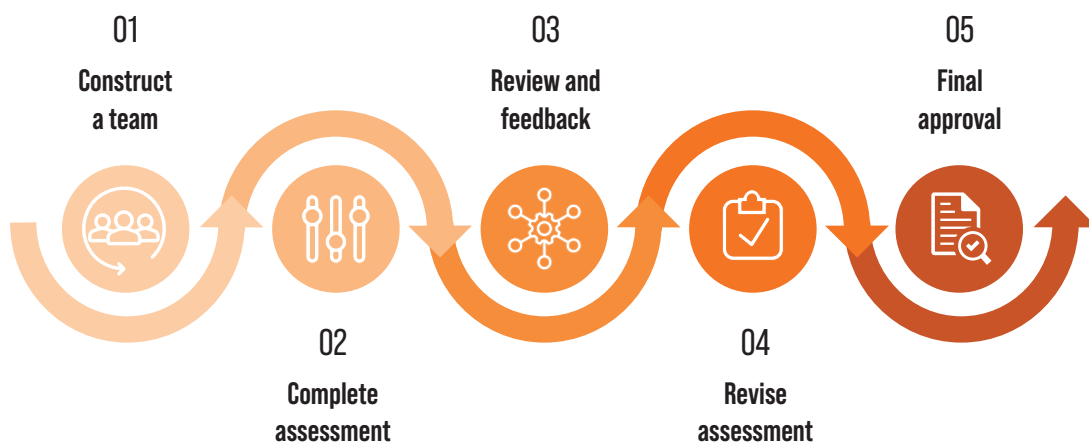 01
Construct
a team
02
Complete
assessment
03
Review and
feedback
04
Revise
assessment
05
Final
approval